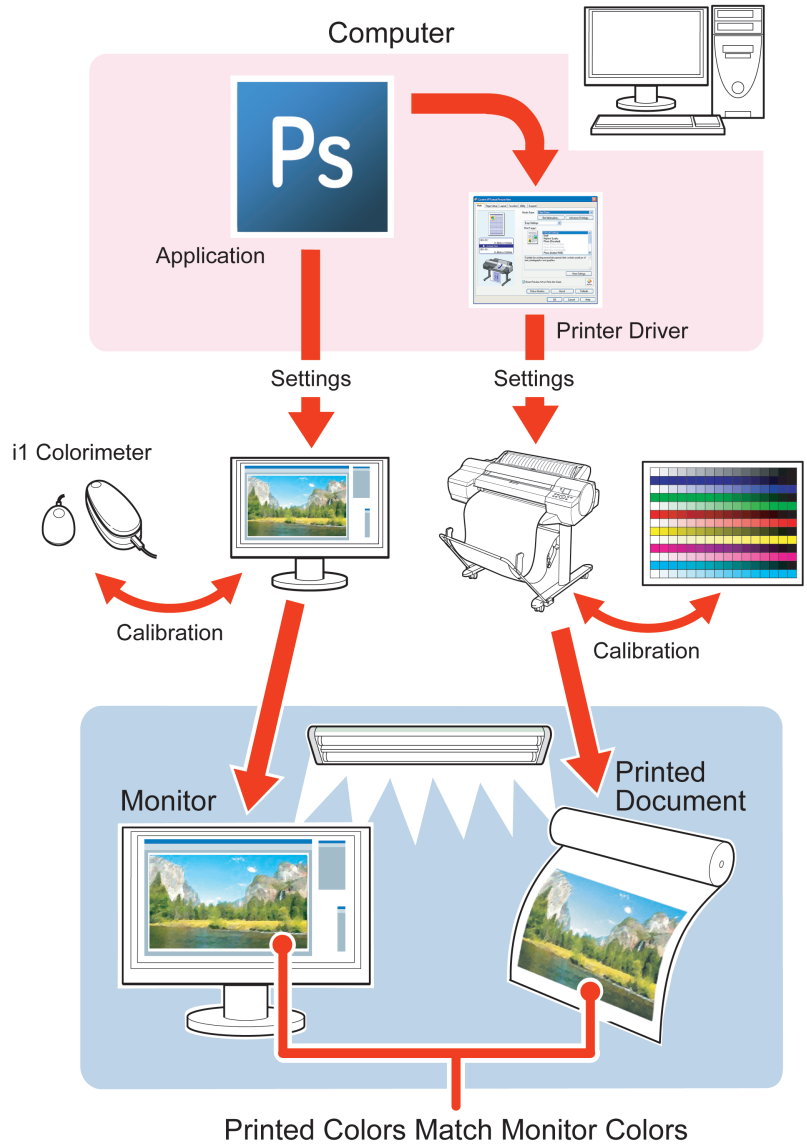 Computer
Ps
Application
Printer Driver
Settings
Settings
i1 Colorimeter
Calibration
Calibration
Monitor
Printed
Document
Printed Colors Match Monitor Colors